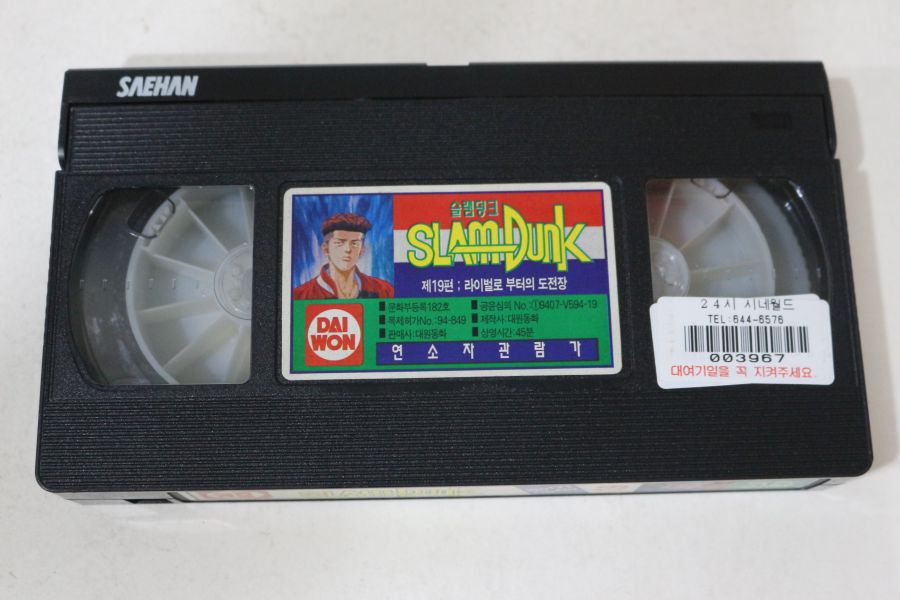 SAEHAN
슬램덩크
SLAM DUNK
제19편 ; 라이벌로 부터의 도전장
DAI WON
■ 문화부등록182호
■ 공윤심의 No.:①9407-V594-19
■ 복제허가No.:94-849
■ 제작사:대원동화
■ 판매사:대원동화
■ 상영시간:45분
연소자관람가
24시 시네월드
TEL:644-6576
003967
대여기일을 꼭 지켜주세요.